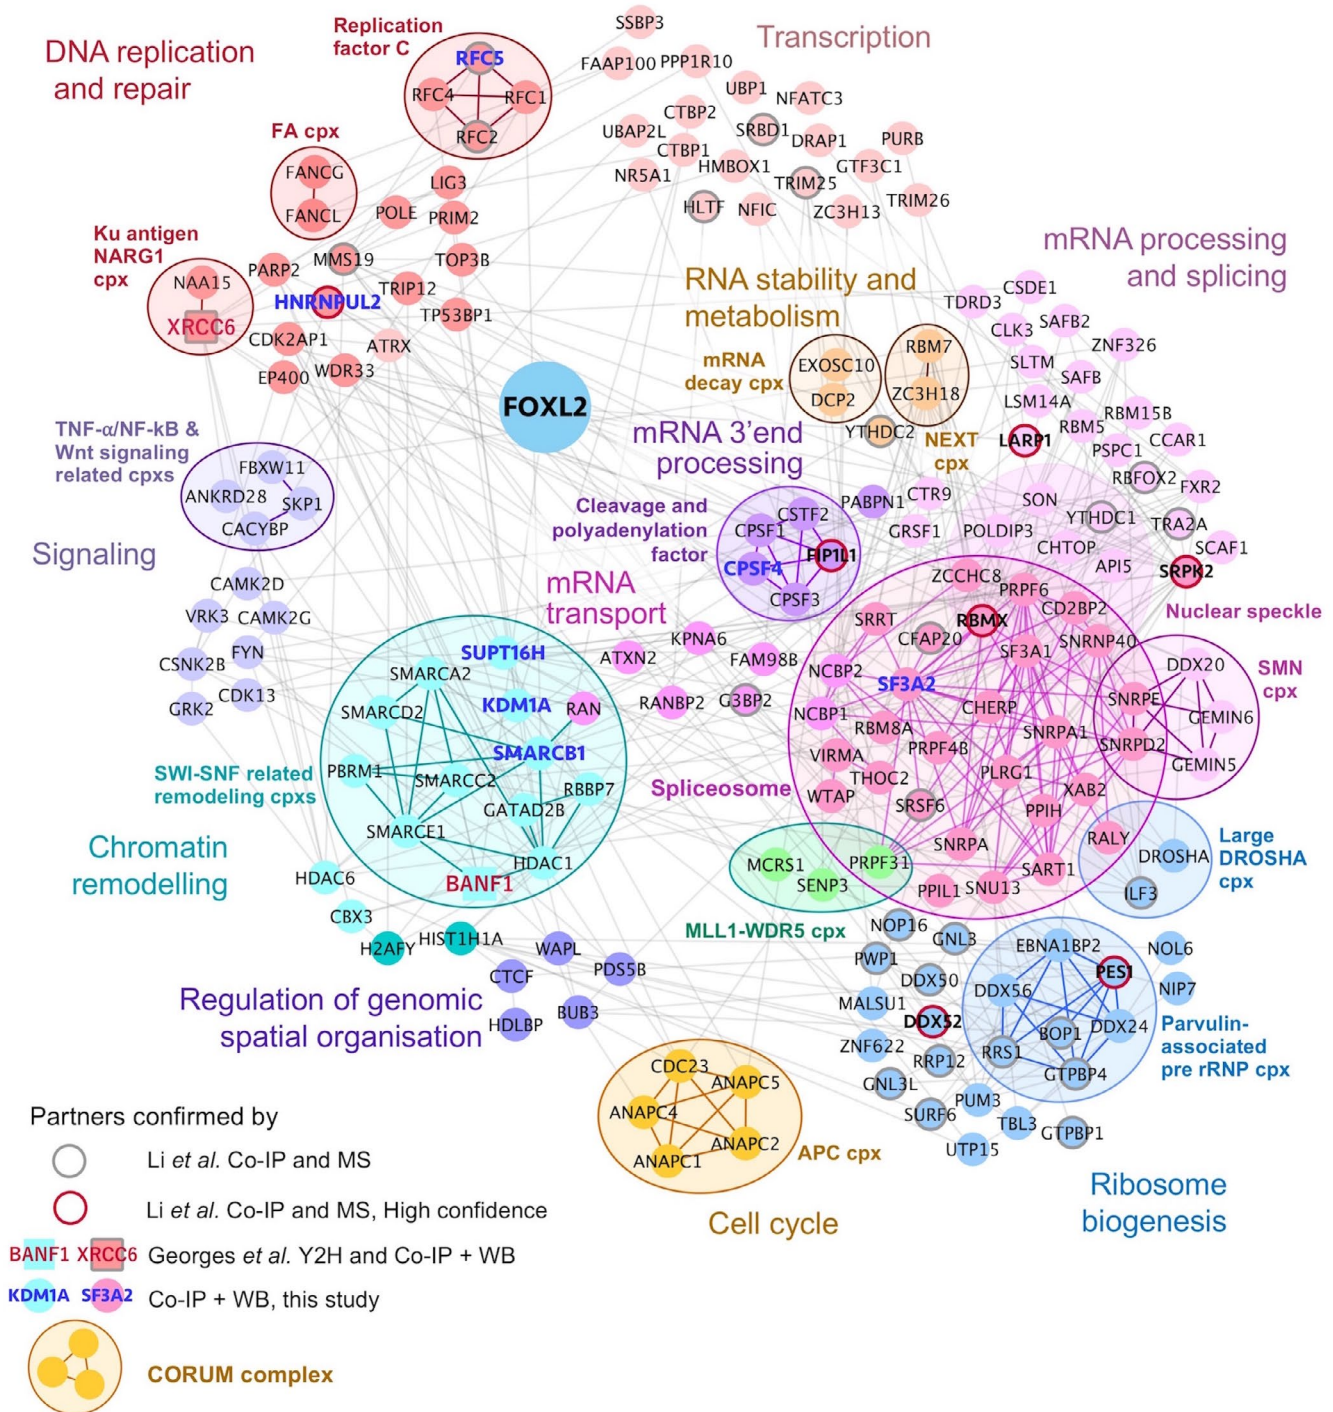 DNA replication
and repair
Replication
factor C
RFC5
RFC4
RFC1
RFC2
FA cpx
FANCG
FANCL
Ku antigen
NARG1
cpx
NAA15
XRCC6
LIG3
POLE
PRIM2
MMS19
PARP2
TOP3B
HNRNPUL2
TRIP12
TP53BP1
CDK2AP1
ATRX
EP400
WDR33
FOXL2
Transcription
SSBP3
FAAP100
PPP1R10
UBP1
NFATC3
CTBP2
UBAP2L
SRBD1
DRAP1
PURB
CTBP1
HMBOX1
GTF3C1
NR5A1
TRIM25
HLTF
NFIC
ZC3H13
TRIM26
RNA stability and
metabolism
mRNA
decay cpx
EXOSC10
DCP2
RBM7
ZC3H18
YTHDC2
NEXT
cpx
mRNA processing
and splicing
CSDE1
TDRD3
CLK3
SAFB2
SLTM
ZNF326
SAFB
LSM14A
RBM5
RBM15B
LARP1
PSPC1
CCAR1
RBFOX2
FXR2
SON
YTHDC1
TRA2A
POLDIP3
CHTOP
SCAF1
API5
SRPK2
Nuclear speckle
CTR9
GRSF1
mRNA 3’end
processing
Cleavage and
polyadenylation
factor
PABPN1
CSTF2
CPSF1
FIP1L1
CPSF4
CPSF3
TNF-α/NF-kB &
Wnt signaling
related cpxs
FBXW11
ANKRD28
SKP1
CACYBP
Signaling
CAMK2D
VRK3
CAMK2G
FYN
CSNK2B
CDK13
GRK2
mRNA
transport
KPNA6
ATXN2
FAM98B
RANBP2
G3BP2
SUPT16H
SMARCA2
KDM1A
RAN
SMARCD2
SMARCB1
PBRM1
SMARCC2
RBBP7
GATAD2B
SMARCE1
HDAC1
BANF1
SWI-SNF related
remodeling cpxs
Chromatin
remodelling
HDAC6
CBX3
H2AFY
HIST1H1A
Spliceosome
ZCCHC8
PRPF6
CD2BP2
SRRT
RBMX
CFAP20
SNRNP40
SF3A1
NCBP2
SF3A2
CHERP
NCBP1
RBM8A
SNRPA1
PRPF4B
VIRMA
THOC2
PLRG1
WTAP
SRSF6
XAB2
PPIH
SNRPA
RALY
SART1
PPIL1
SNU13
SMN
cpx
DDX20
SNRPE
GEMIN6
SNRPD2
GEMIN5
MCRS1
PRPF31
SENP3
MLL1-WDR5 cpx
Large
DROSHA
cpx
DROSHA
ILF3
Regulation of genomic
spatial organisation
WAPL
CTCF
PDS5B
BUB3
HDLBP
NOP16
GNL3
PWP1
DDX50
MALSU1
DDX52
ZNF622
RRP12
GNL3L
SURF6
PUM3
TBL3
GTPBP1
UTP15
EBNA1BP2
PES1
DDX56
DDX24
BOP1
RRS1
GTPBP4
NOL6
NIP7
Parvulin-
associated
pre rRNP cpx
Ribosome
biogenesis
CDC23
ANAPC5
ANAPC4
ANAPC2
ANAPC1
APC cpx
Cell cycle
Partners confirmed by
Li et al. Co-IP and MS
Li et al. Co-IP and MS, High confidence
BANF1 XRCC6 Georges et al. Y2H and Co-IP + WB
KDM1A SF3A2 Co-IP + WB, this study
CORUM complex